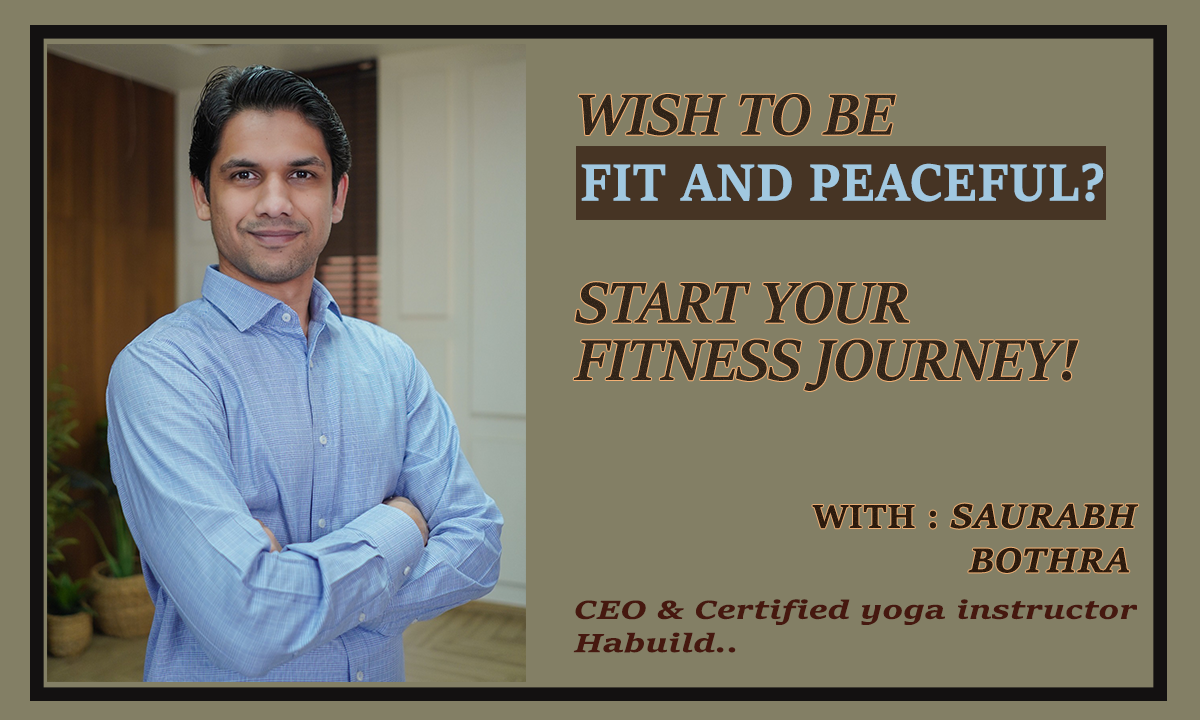 WISH TO BE
FIT AND PEACEFUL?
START YOUR
FITNESS JOURNEY!
WITH : SAURABH
BOTHRA
CEO & Certified yoga instructor
Habuild..